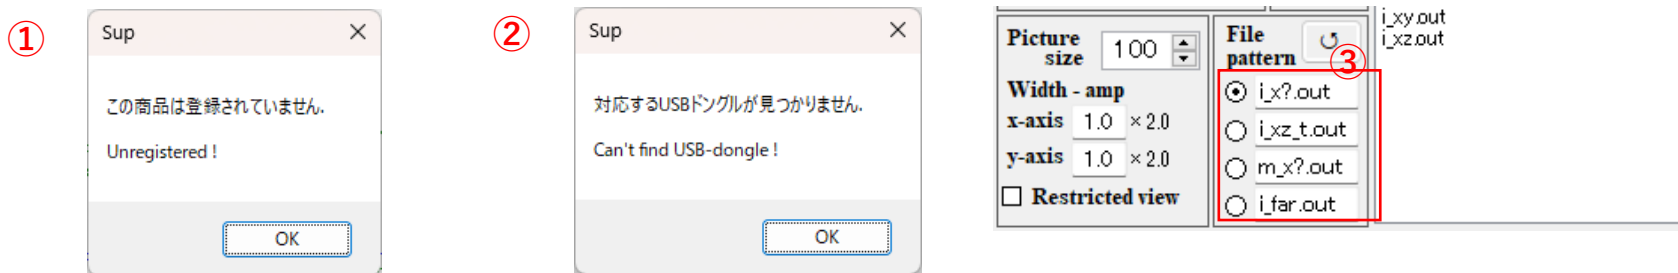 ①
Sup
この商品は登録されていません.
Unregistered !
OK
②
Sup
対応するUSBドングルが見つかりません.
Can't find USB-dongle !
OK
Picture size 100
Width - amp
x-axis 1.0 × 2.0
y-axis 1.0 × 2.0
Restricted view
File pattern ↺
③
i_x?.out
i_xz_t.out
m_x?.out
i_far.out
i_xy.out
i_xz.out